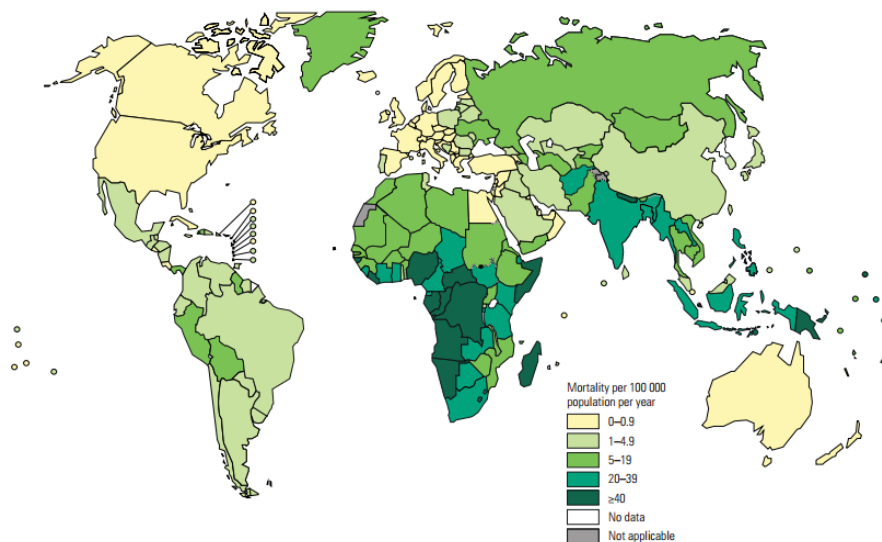 Mortality per 100 000
population per year
0–0.9
1–4.9
5–19
20–39
≥40
No data
Not applicable